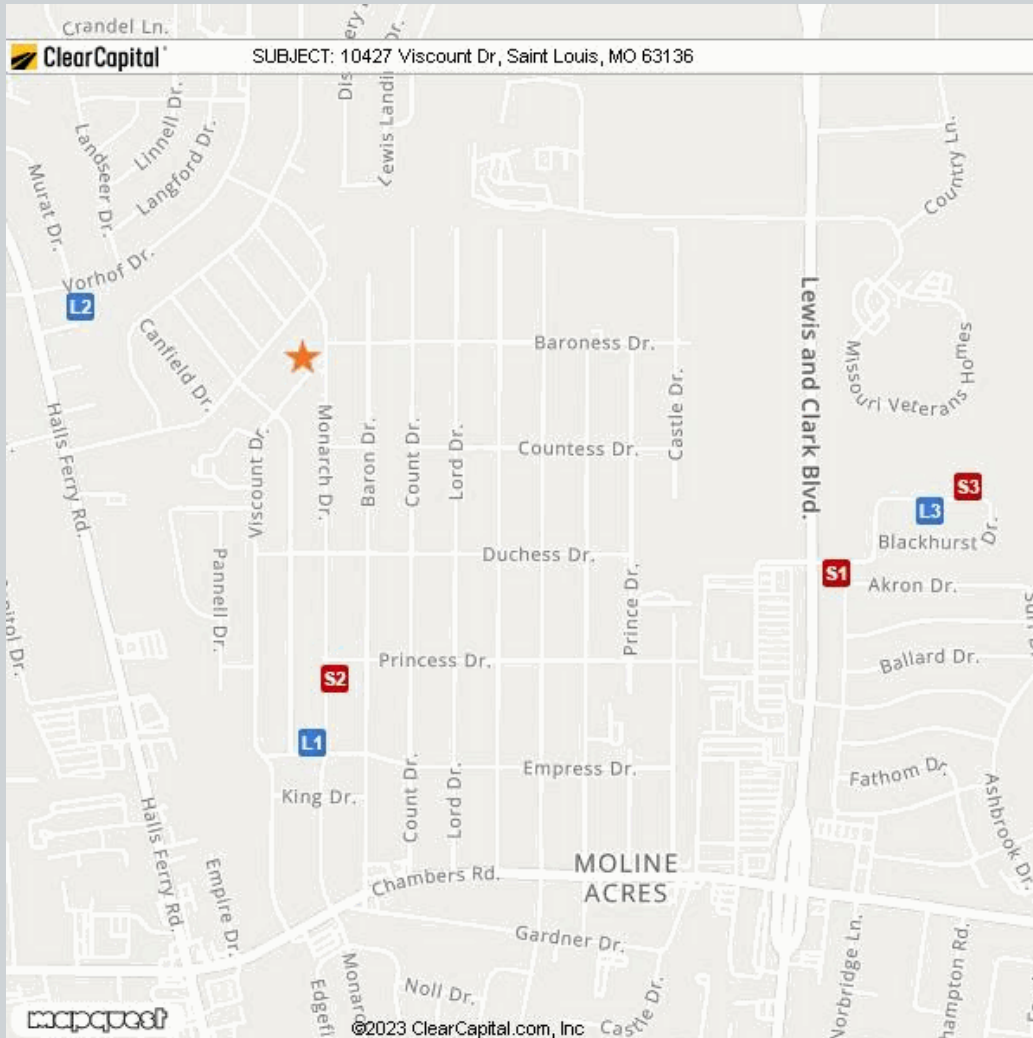 Crandel Ln.
ClearCapital
SUBJECT: 10427 Viscount Dr, Saint Louis, MO 63136
Lewis Landi
Linnell Dr.
Landseer Dr.
Langford Dr.
Murat Dr.
Country Ln.
Vorhof Dr.
L2
Lewis and Clark Blvd.
Canfield Dr.
Baroness Dr.
Missouri Veterans Homes
Castle Dr.
Halls Ferry Rd.
Monarch Dr.
Baron Dr.
Count Dr.
Lord Dr.
Viscount Dr.
Countess Dr.
S3
L3
Blackhurst Dr.
Duchess Dr.
Pannell Dr.
Prince Dr.
S1
Akron Dr.
Princess Dr.
Ballard Dr.
S2
L1
Empress Dr.
Fathom Dr.
King Dr.
Count Dr.
Lord Dr.
Ashbrook Dr.
Halls Ferry Rd.
MOLINE
ACRES
Chambers Rd.
Empire Dr.
Gardner Dr.
Norbridge Ln.
hampton Rd.
Noll Dr.
Castle Dr.
Edgefi
Monarc
mapquest
©2023 ClearCapital.com, Inc